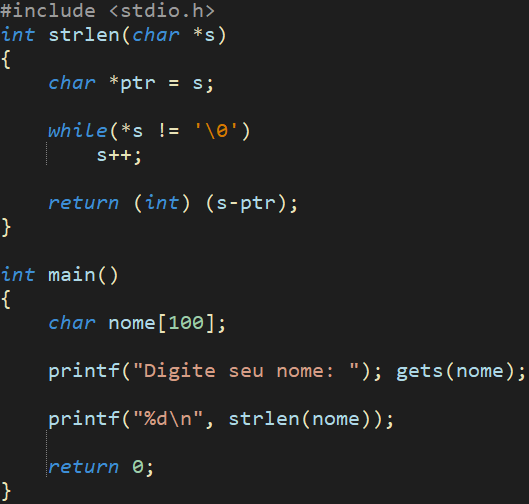 #include <stdio.h>
int strlen(char *s)
{
    char *ptr = s;
    while(*s != '\0')
        s++;
    return (int) (s-ptr);
}
int main()
{
    char nome[100];
    printf("Digite seu nome: "); gets(nome);
    printf("%d\n", strlen(nome));
    return 0;
}